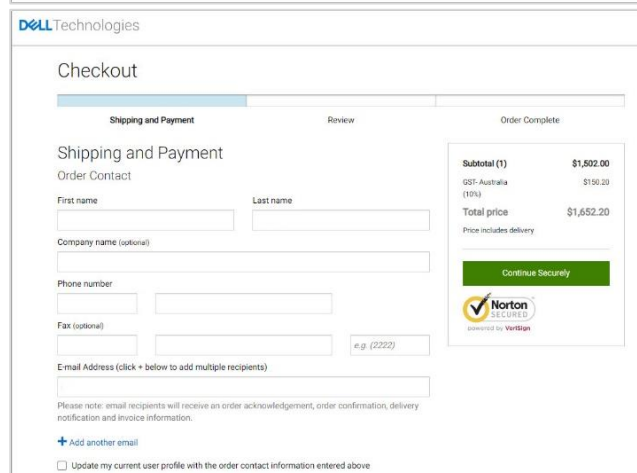 DELLTechnologies
Checkout
Shipping and Payment
Review
Order Complete
Shipping and Payment
Order Contact
First name
Last name
Company name (optional)
Phone number
Fax (optional)
e.g. (2222)
E-mail Address (click + below to add multiple recipients)
Please note: email recipients will receive an order acknowledgement, order confirmation, delivery
notification and invoice information.
+ Add another email
Update my current user profile with the order contact information entered above
Subtotal (1) $1,502.00
GST- Australia $150.20
(10%)
Total price $1,652.20
Price includes delivery
Continue Securely
Norton
SECURED
powered by VeriSign